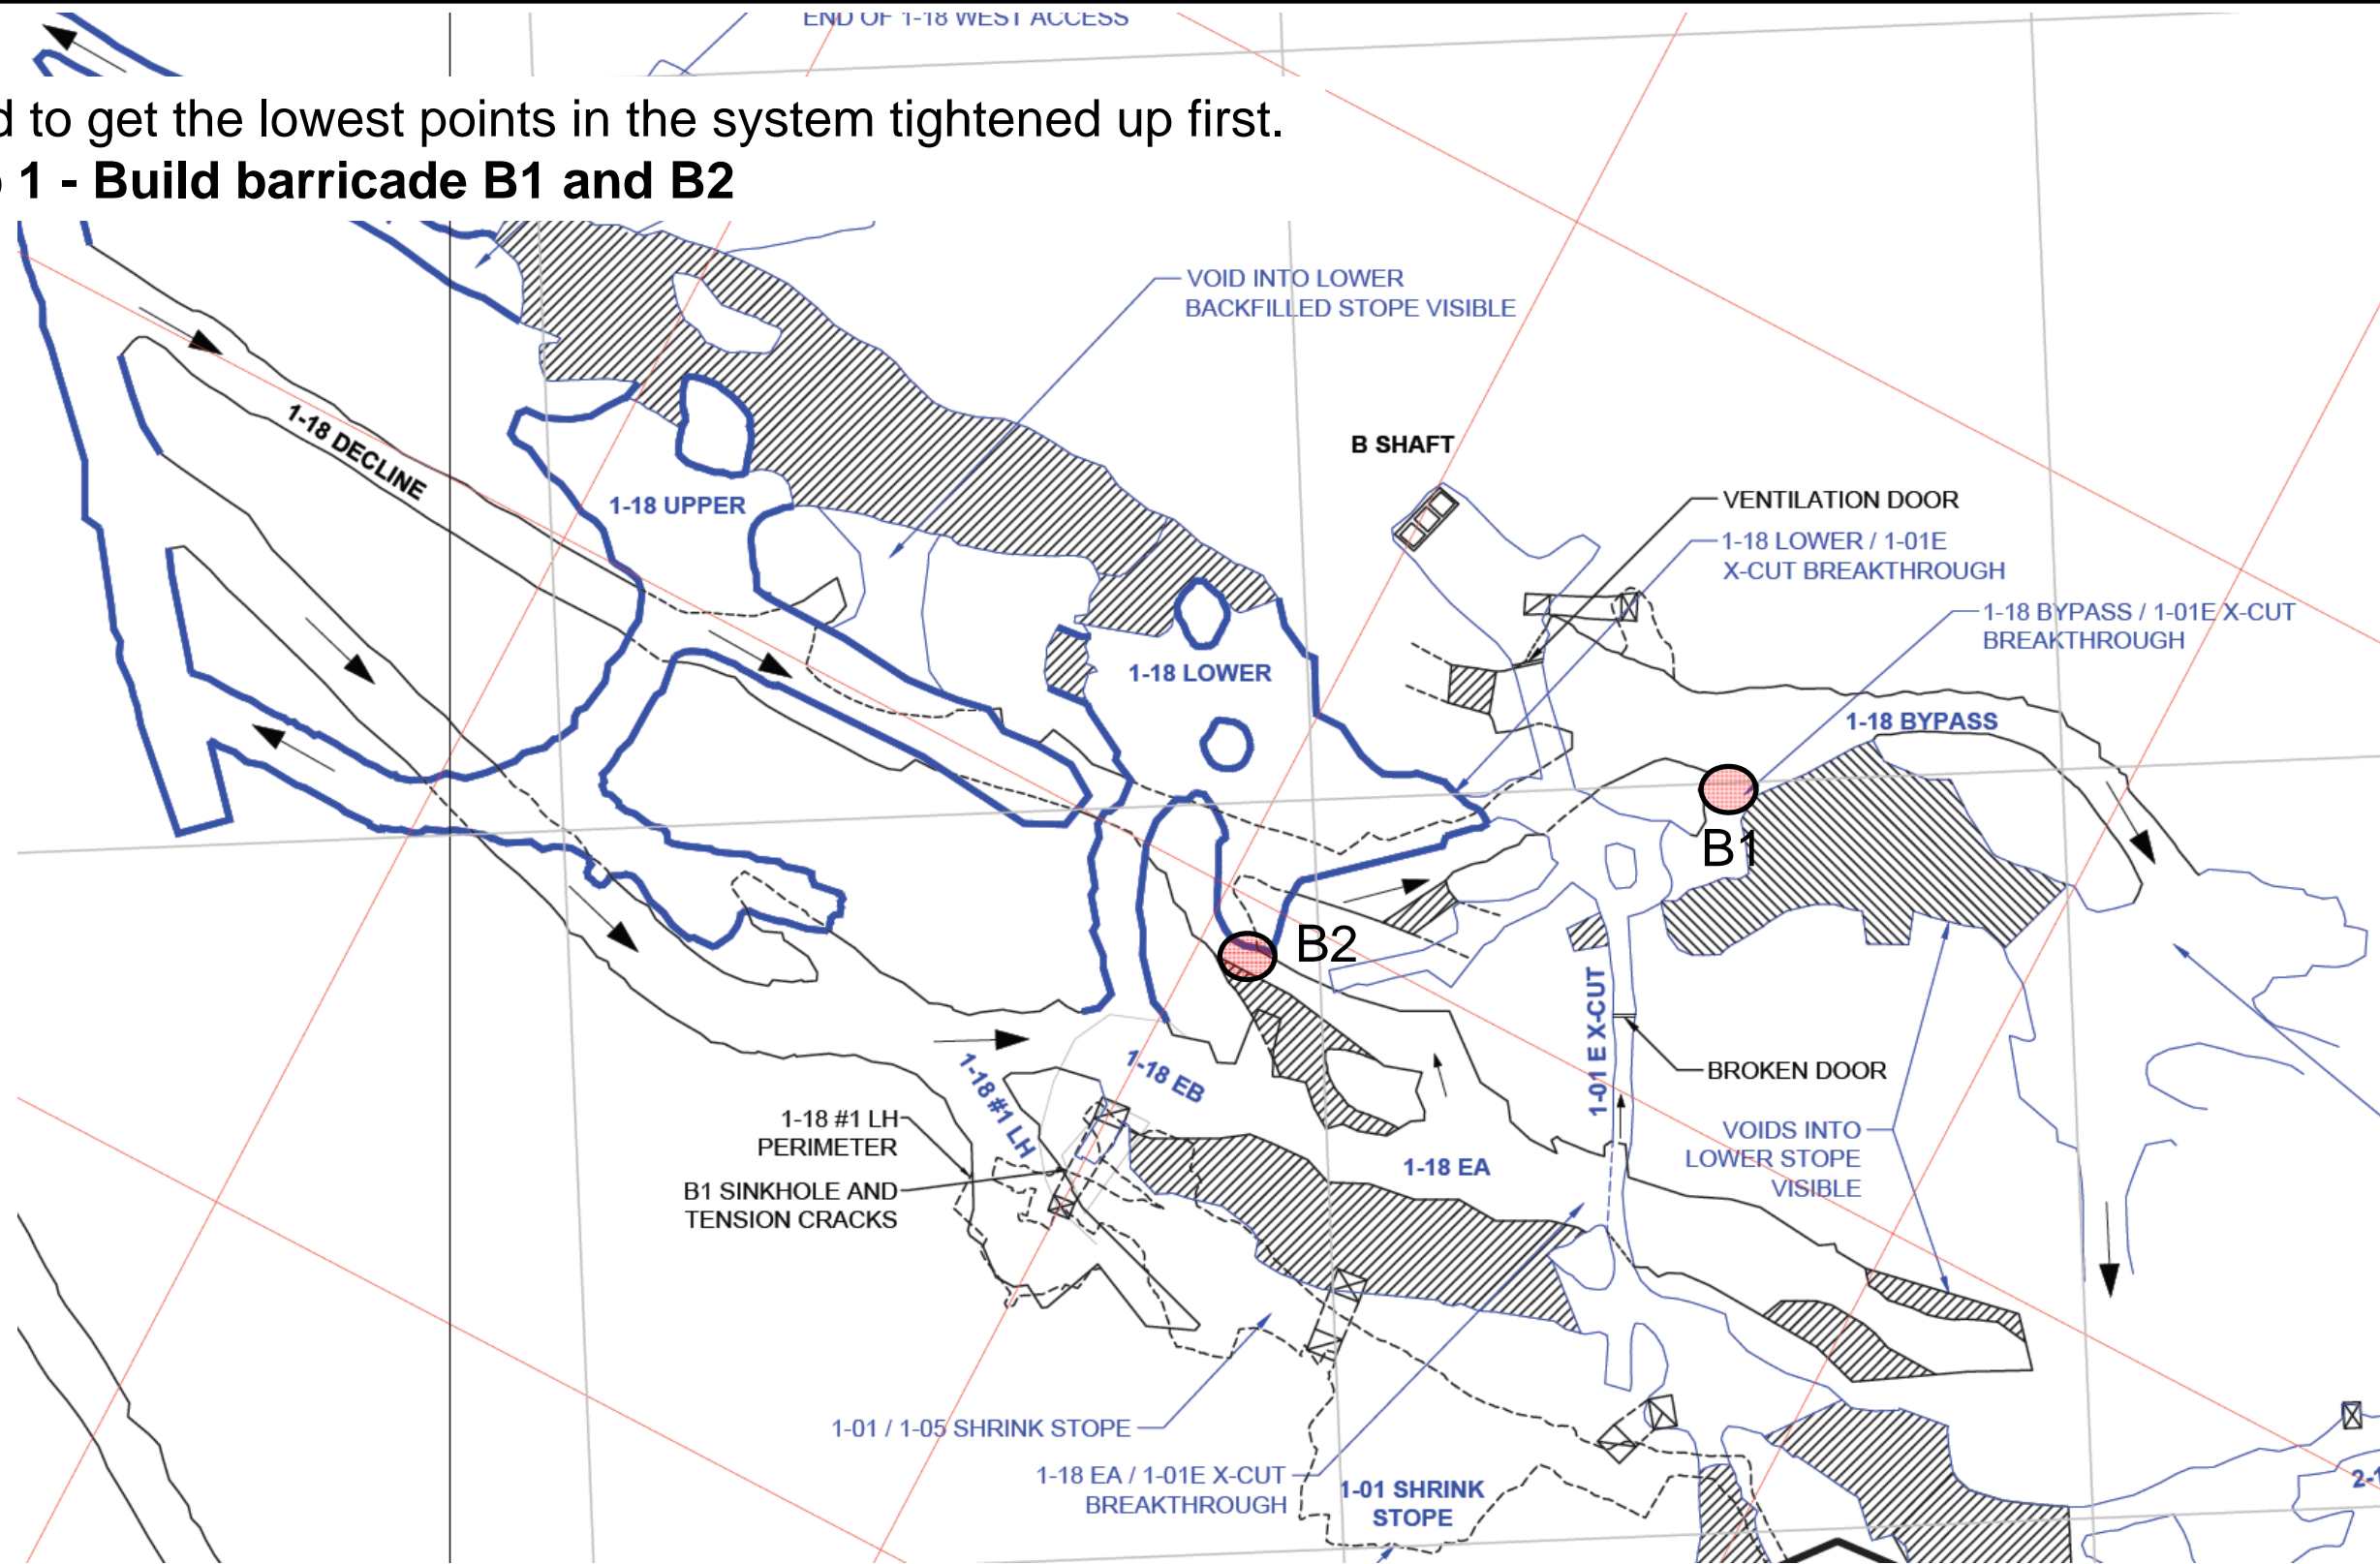 END OF 1-18 WEST ACCESS
to get the lowest points in the system tightened up first.
1 - Build barricade B1 and B2
VOID INTO LOWER
BACKFILLED STOPE VISIBLE
1-18 DECLINE
B SHAFT
1-18 UPPER
VENTILATION DOOR
1-18 LOWER / 1-01E
X-CUT BREAKTHROUGH
1-18 BYPASS / 1-01E X-CUT
BREAKTHROUGH
1-18 LOWER
1-18 BYPASS
B1
B2
1-01 E X-CUT
BROKEN DOOR
1-18 #1 LH
1-18 EB
1-18 #1 LH
PERIMETER
B1 SINKHOLE AND
TENSION CRACKS
1-18 EA
VOIDS INTO
LOWER STOPE
VISIBLE
1-01 / 1-05 SHRINK STOPE
1-18 EA / 1-01E X-CUT
BREAKTHROUGH
1-01 SHRINK
STOPE